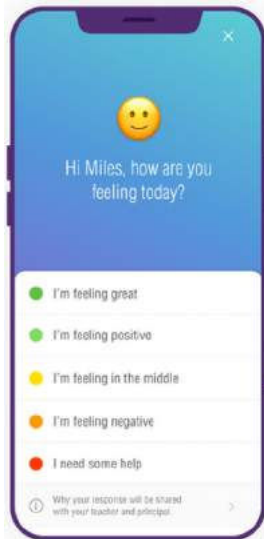 Hi Miles, how are you
feeling today?
I'm feeling great
I'm feeling positive
I'm feeling in the middle
I'm feeling negative
I need some help
Why your response will be shared
with your teacher and principal